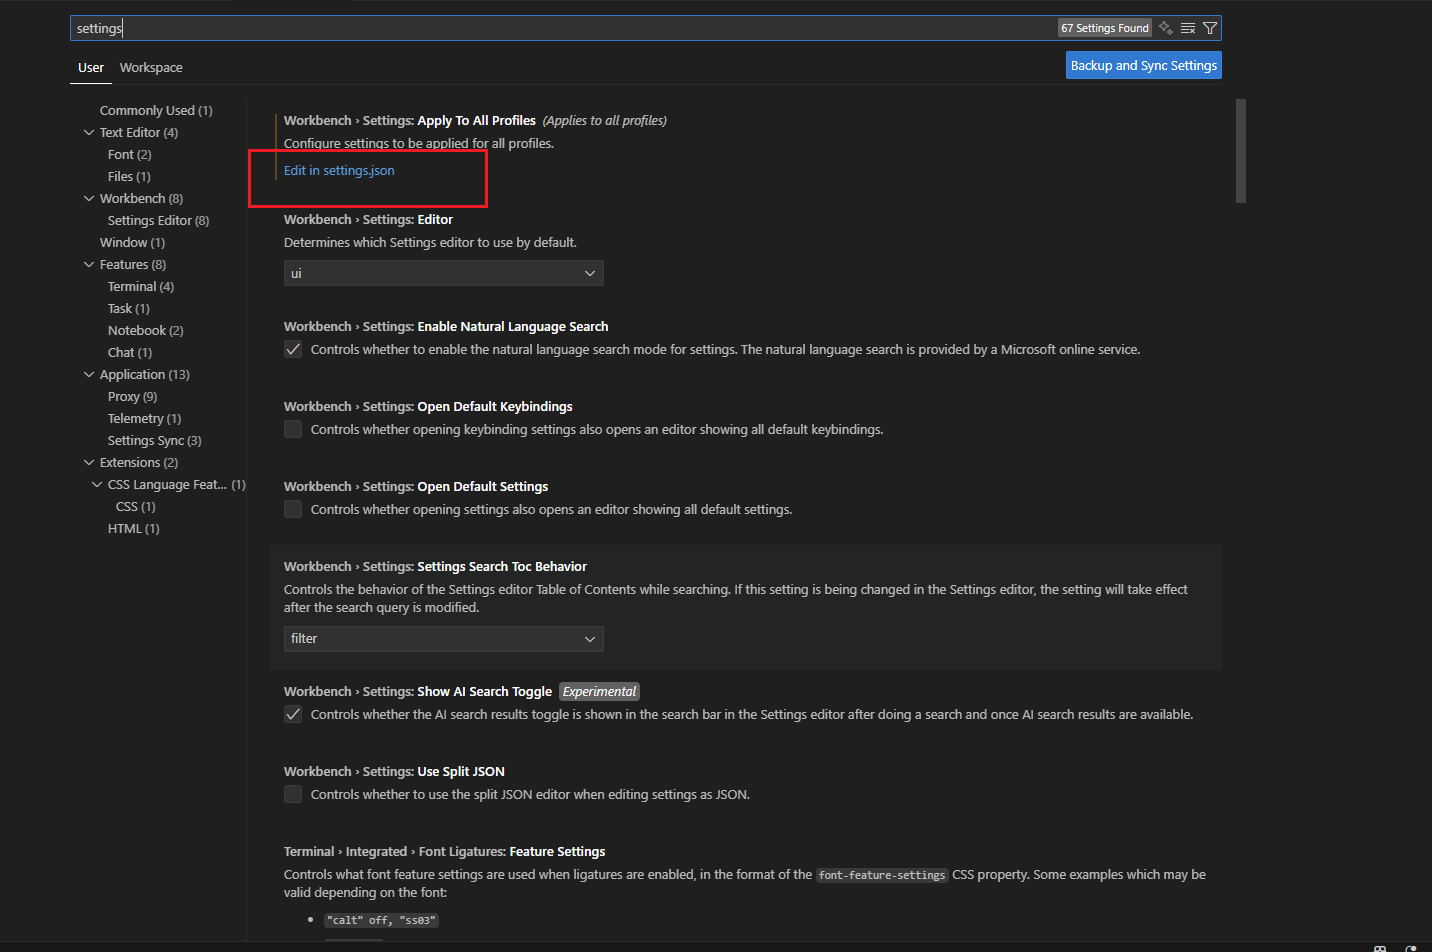 settings
67 Settings Found
User Workspace
Backup and Sync Settings
Commonly Used (1)
Text Editor (4)
Font (2)
Files (1)
Workbench (8)
Settings Editor (8)
Window (1)
Features (8)
Terminal (4)
Task (1)
Notebook (2)
Chat (1)
Application (13)
Proxy (9)
Telemetry (1)
Settings Sync (3)
Extensions (2)
CSS Language Feat... (1)
CSS (1)
HTML (1)
Workbench › Settings: Apply To All Profiles (Applies to all profiles)
Configure settings to be applied for all profiles.
Edit in settings.json
Workbench › Settings: Editor
Determines which Settings editor to use by default.
ui
Workbench › Settings: Enable Natural Language Search
Controls whether to enable the natural language search mode for settings. The natural language search is provided by a Microsoft online service.
Workbench › Settings: Open Default Keybindings
Controls whether opening keybinding settings also opens an editor showing all default keybindings.
Workbench › Settings: Open Default Settings
Controls whether opening settings also opens an editor showing all default settings.
Workbench › Settings: Settings Search Toc Behavior
Controls the behavior of the Settings editor Table of Contents while searching. If this setting is being changed in the Settings editor, the setting will take effect
after the search query is modified.
filter
Workbench › Settings: Show AI Search Toggle Experimental
Controls whether the AI search results toggle is shown in the search bar in the Settings editor after doing a search and once AI search results are available.
Workbench › Settings: Use Split JSON
Controls whether to use the split JSON editor when editing settings as JSON.
Terminal › Integrated › Font Ligatures: Feature Settings
Controls what font feature settings are used when ligatures are enabled, in the format of the font-feature-settings CSS property. Some examples which may be
valid depending on the font:
• "calt" off, "ss03"